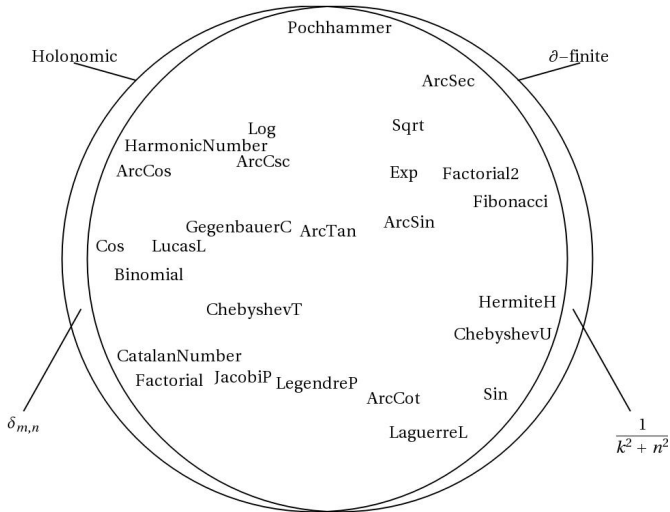 Pochhammer
Holonomic
∂−finite
ArcSec
Log
Sqrt
HarmonicNumber
ArcCsc
ArcCos
Exp
Factorial2
Fibonacci
GegenbauerC
ArcTan
ArcSin
Cos
LucasL
Binomial
HermiteH
ChebyshevT
ChebyshevU
CatalanNumber
Factorial
JacobiP
LegendreP
ArcCot
Sin
δm,n
LaguerreL
1
k² + n²